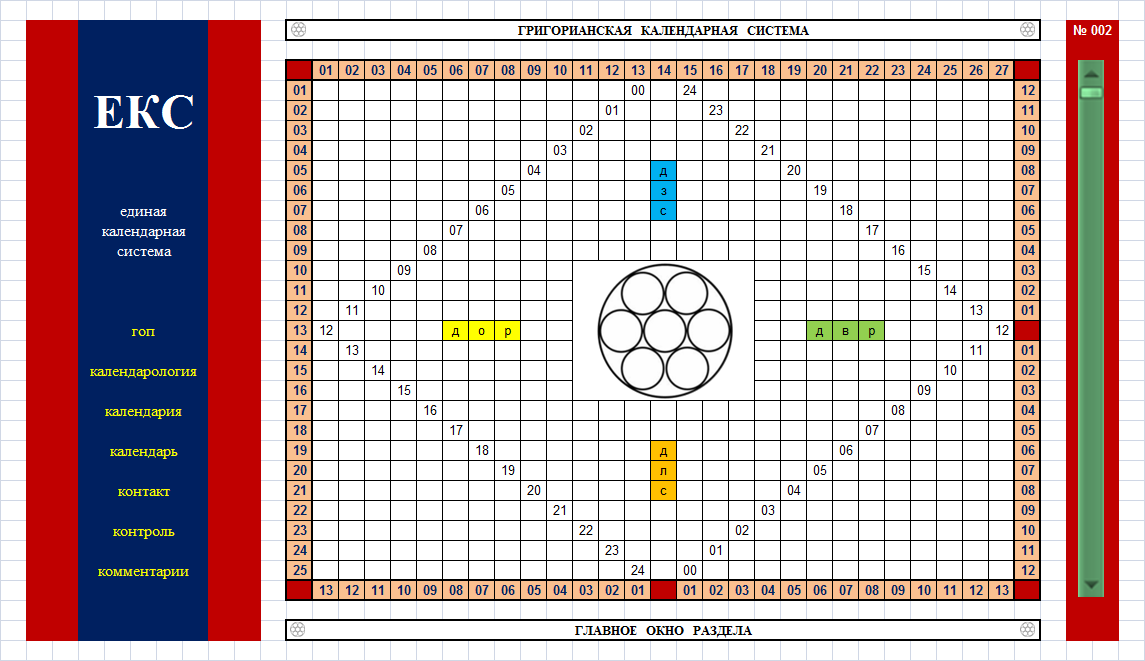 ГРИГОРИАНСКАЯ КАЛЕНДАРНАЯ СИСТЕМА
№ 002
ЕКС
единая
календарная
система
гоп
календарология
календария
календарь
контакт
контроль
комментарии
01 02 03 04 05 06 07 08 09 10 11 12 13 14 15 16 17 18 19 20 21 22 23 24 25 26 27
01 00 24 12
02 01 23 11
03 02 22 10
04 03 21 09
05 04 д 20 08
06 05 з 19 07
07 06 с 18 06
08 07 17 05
09 08 16 04
10 09 15 03
11 10 14 02
12 11 13 01
13 12 д о р д в р 12
14 13 11 01
15 14 10 02
16 15 09 03
17 16 08 04
18 17 07 05
19 18 д 06 06
20 19 л 05 07
21 20 с 04 08
22 21 03 09
23 22 02 10
24 23 01 11
25 24 00 12
13 12 11 10 09 08 07 06 05 04 03 02 01 01 02 03 04 05 06 07 08 09 10 11 12 13
ГЛАВНОЕ ОКНО РАЗДЕЛА